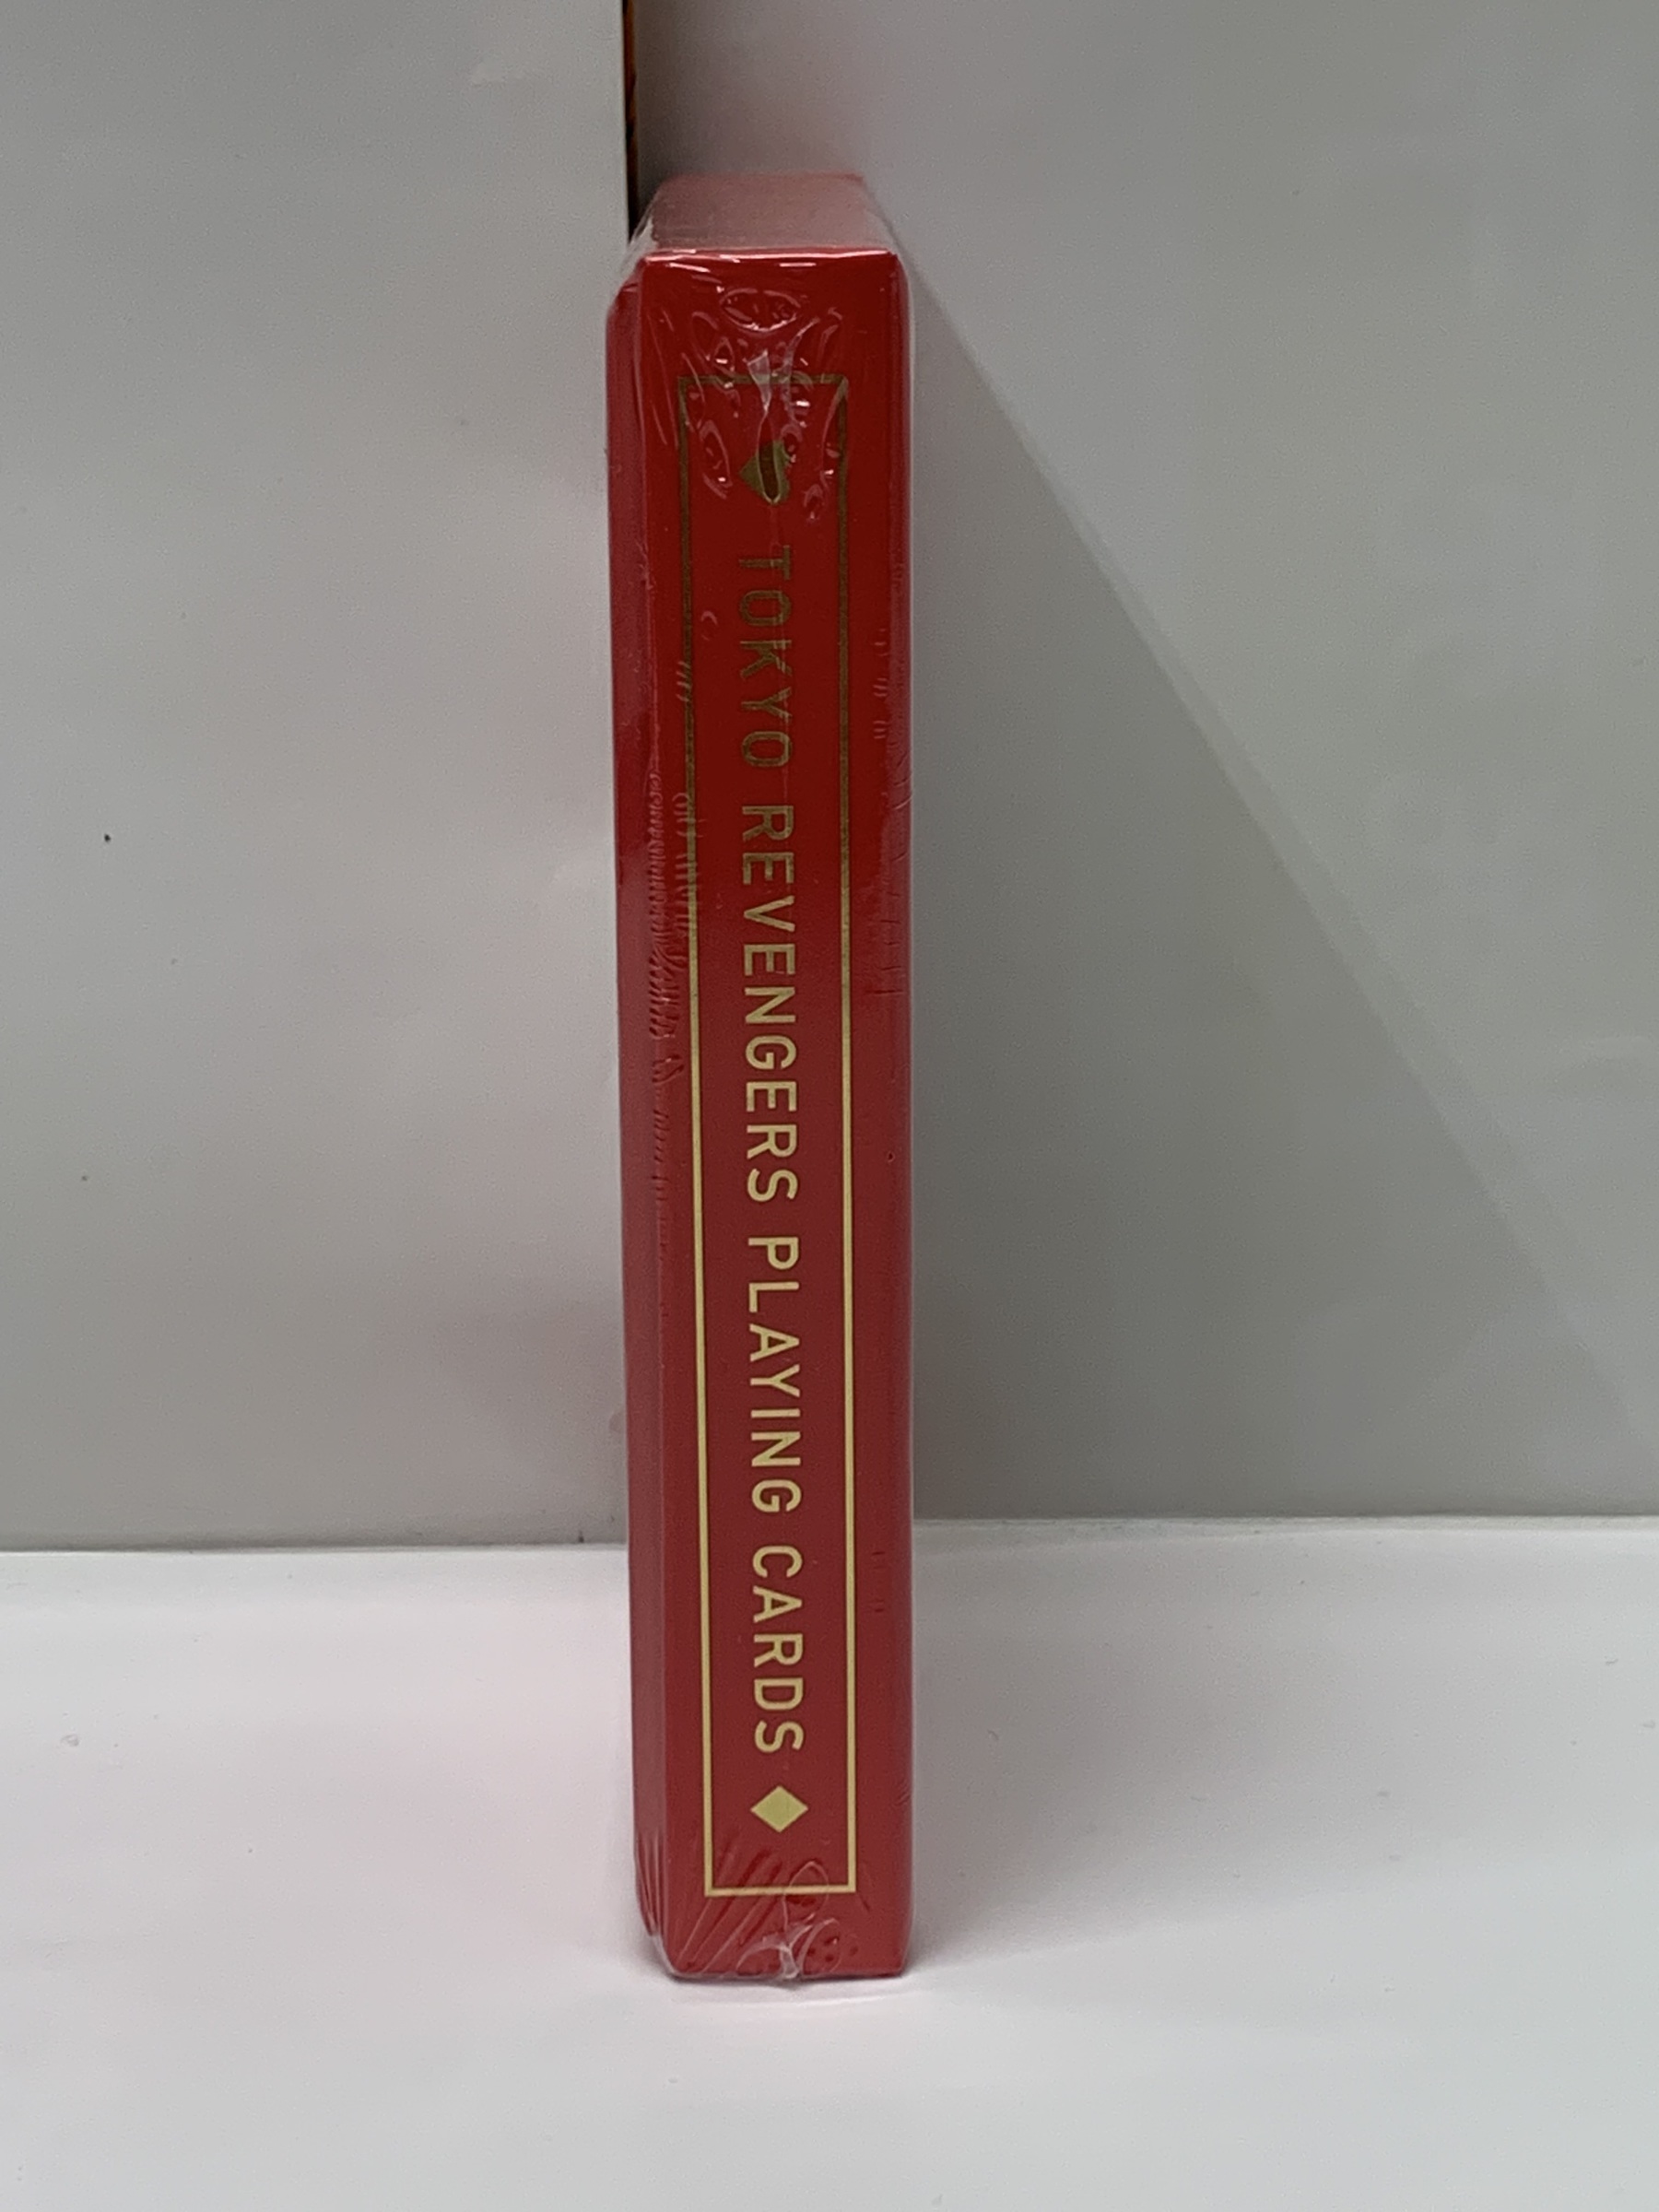 ◆ TOKYO REVENGERS PLAYING CARDS ◆